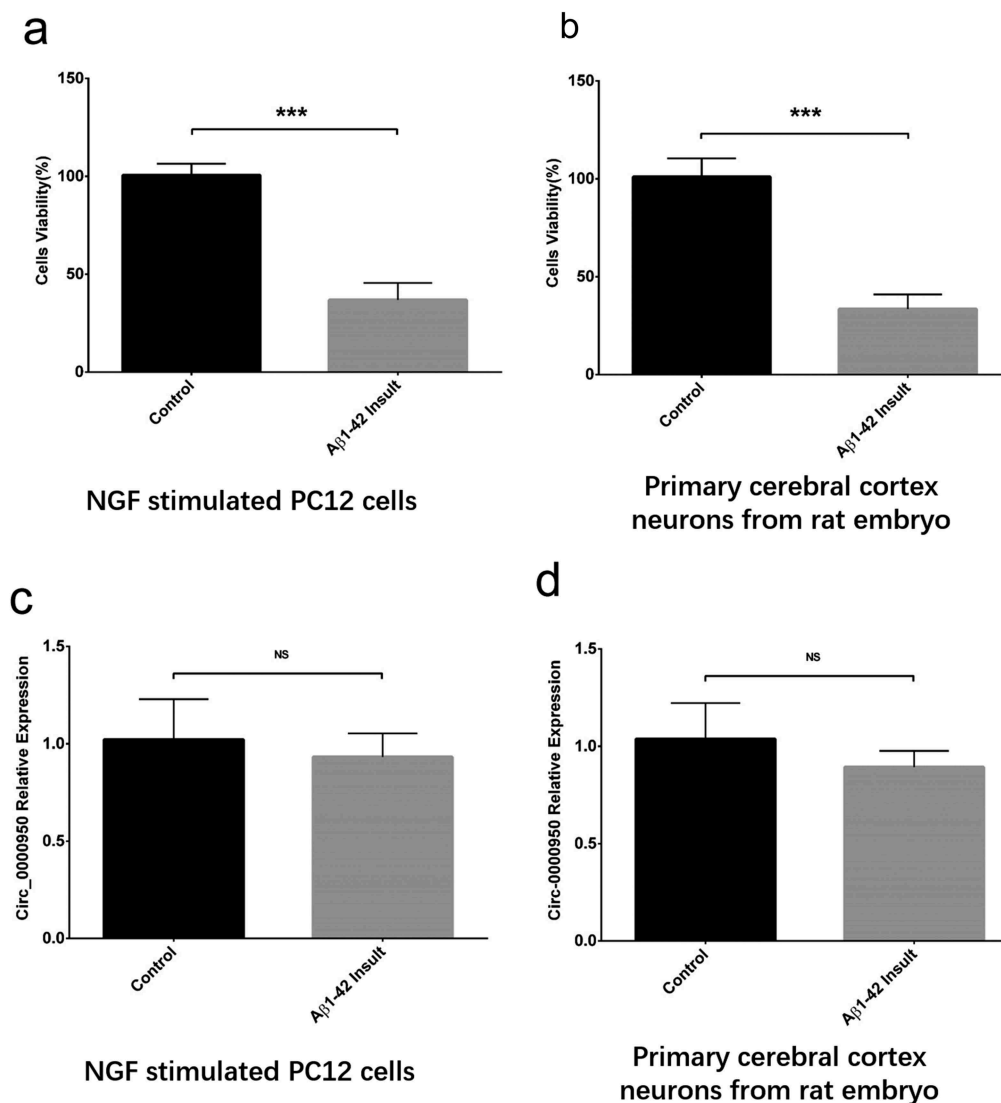 a
150
100
50
0
Cells Viability(%)
***
Control
Aβ1-42 Insult
NGF stimulated PC12 cells
b
150
100
50
0
Cells Viability(%)
***
Control
Aβ1-42 Insult
Primary cerebral cortex
neurons from rat embryo
c
1.5
1.0
0.5
0.0
Circ_0000950 Relative Expression
NS
Control
Aβ1-42 Insult
NGF stimulated PC12 cells
d
1.5
1.0
0.5
0.0
Circ-0000950 Relative Expression
NS
Control
Aβ1-42 Insult
Primary cerebral cortex
neurons from rat embryo